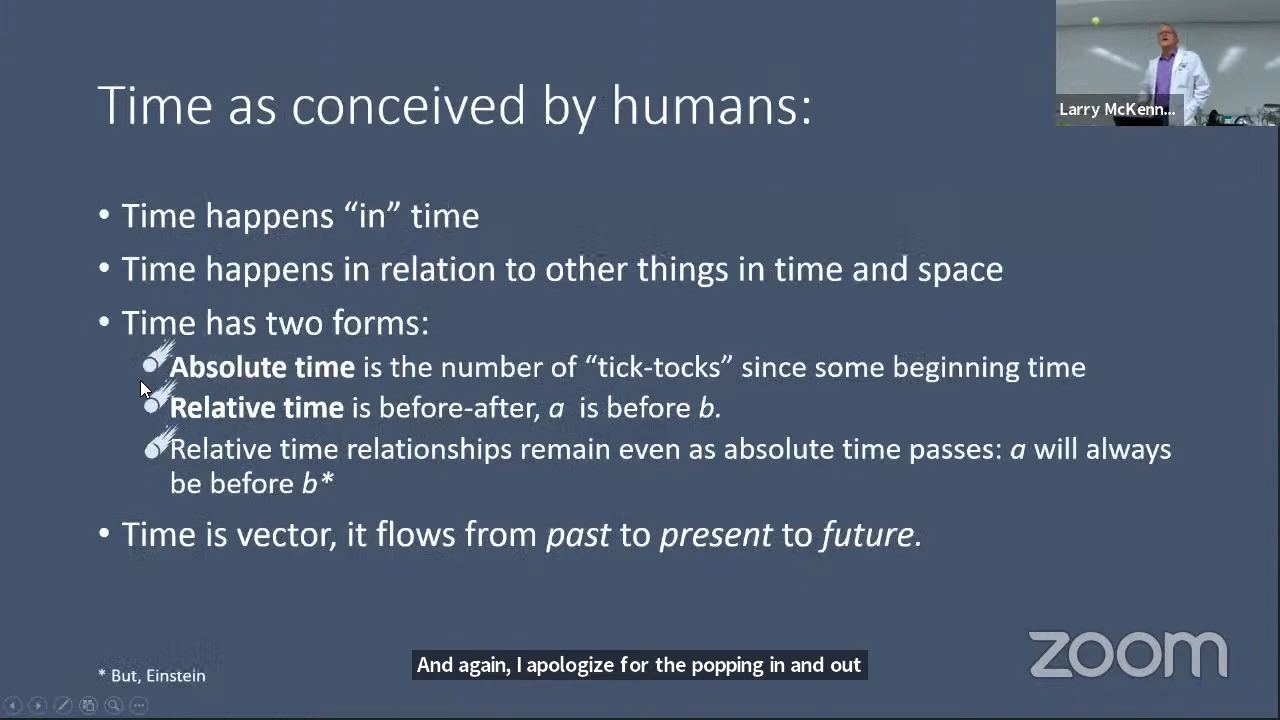 Time as conceived by humans:
Larry McKenn...
• Time happens “in” time
• Time happens in relation to other things in time and space
• Time has two forms:
Absolute time is the number of “tick-tocks” since some beginning time
Relative time is before-after, a is before b.
Relative time relationships remain even as absolute time passes: a will always
be before b*
• Time is vector, it flows from past to present to future.
* But, Einstein
And again, I apologize for the popping in and out
zoom